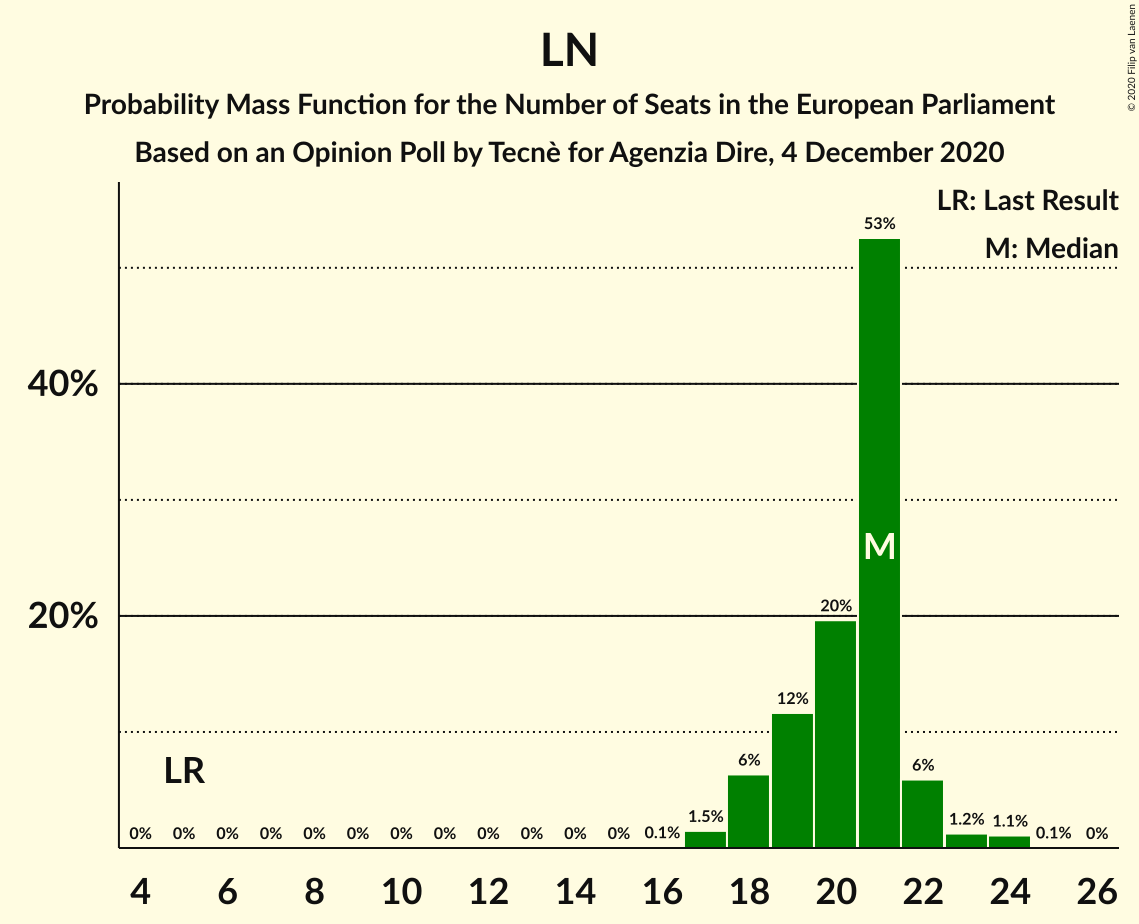 LN
Probability Mass Function for the Number of Seats in the European Parliament
Based on an Opinion Poll by Tecnè for Agenzia Dire, 4 December 2020
© 2020 Filip van Laenen
LR: Last Result
M: Median
40%
20%
LR
M
0% 0% 0% 0% 0% 0% 0% 0% 0% 0% 0% 0% 0.1% 1.5% 6% 12% 20% 53% 6% 1.2% 1.1% 0.1% 0%
4 6 8 10 12 14 16 18 20 22 24 26